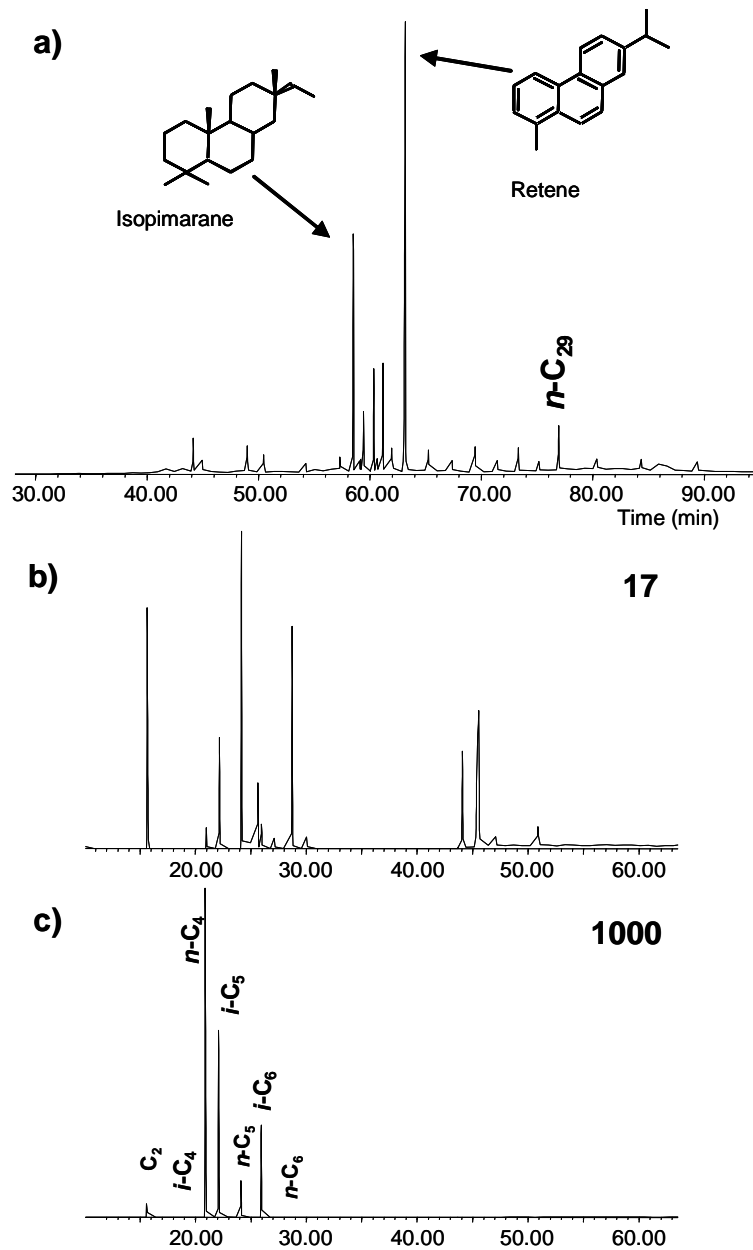 a)
Isopimarane
Retene
n-C29
30.00 40.00 50.00 60.00 70.00 80.00 90.00
Time (min)
b)
17
20.00 30.00 40.00 50.00 60.00
c)
1000
C2
i-C4
n-C4
i-C5
n-C5
i-C6
n-C6
20.00 30.00 40.00 50.00 60.00